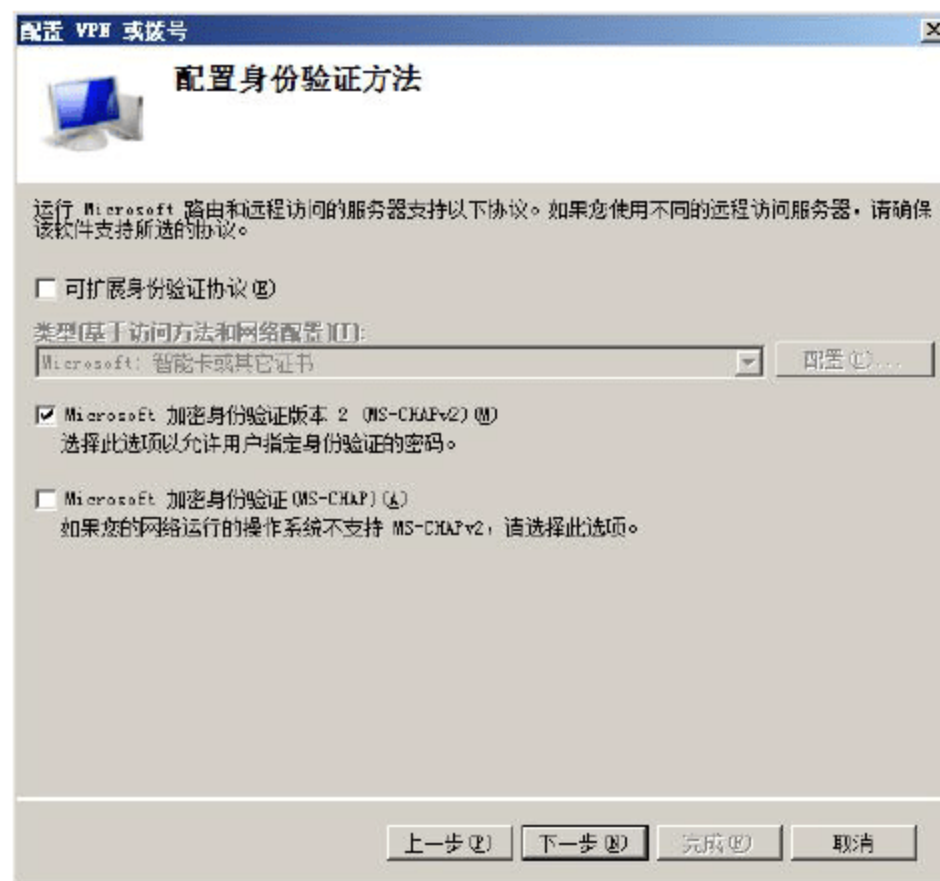 配置 VPN 或拨号
配置身份验证方法
运行 Microsoft 路由和远程访问的服务器支持以下协议。如果您使用不同的远程访问服务器，请确保
该软件支持所选的协议。
可扩展身份验证协议(E)
类型(基于访问方法和网络配置)(T):
Microsoft: 智能卡或其它证书
配置(C)...
Microsoft 加密身份验证版本 2 (MS-CHAPv2)(M)
选择此选项以允许用户指定身份验证的密码。
Microsoft 加密身份验证(MS-CHAP)(A)
如果您的网络运行的操作系统不支持 MS-CHAPv2，请选择此选项。
上一步(P) 下一步(N) 完成(F) 取消